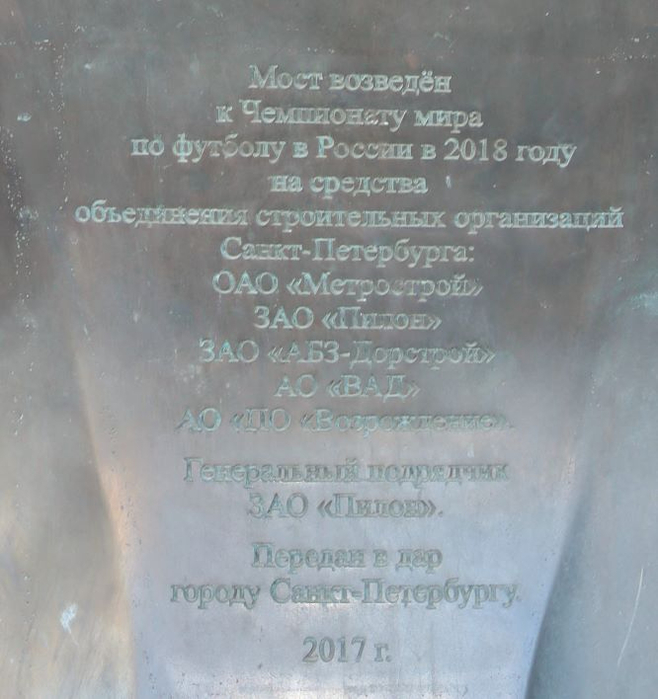 Мост возведён
к Чемпионату мира
по футболу в России в 2018 году
на средства
объединения строительных организаций
Санкт-Петербурга:
ОАО «Метрострой»
ЗАО «Пилон»
ЗАО «АБЗ-Дорстрой»
АО «ВАД»
АО «ПО «Возрождение».
Генеральный подрядчик
ЗАО «Пилон».
Передан в дар
городу Санкт-Петербургу.
2017 г.